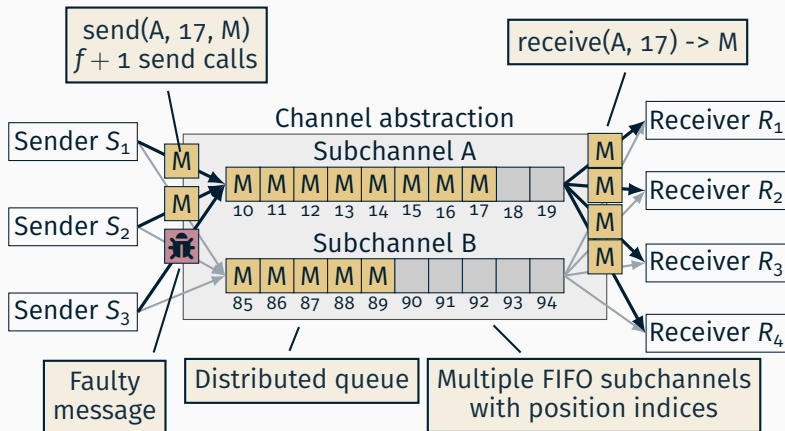 send(A, 17, M)
f + 1 send calls
receive(A, 17) -> M
Channel abstraction
Sender S1
Sender S2
Sender S3
M
M
Subchannel A
M M M M M M M M
10 11 12 13 14 15 16 17 18 19
Subchannel B
M M M M M
85 86 87 88 89 90 91 92 93 94
M
M
M
M
Receiver R1
Receiver R2
Receiver R3
Receiver R4
Faulty
message
Distributed queue
Multiple FIFO subchannels
with position indices